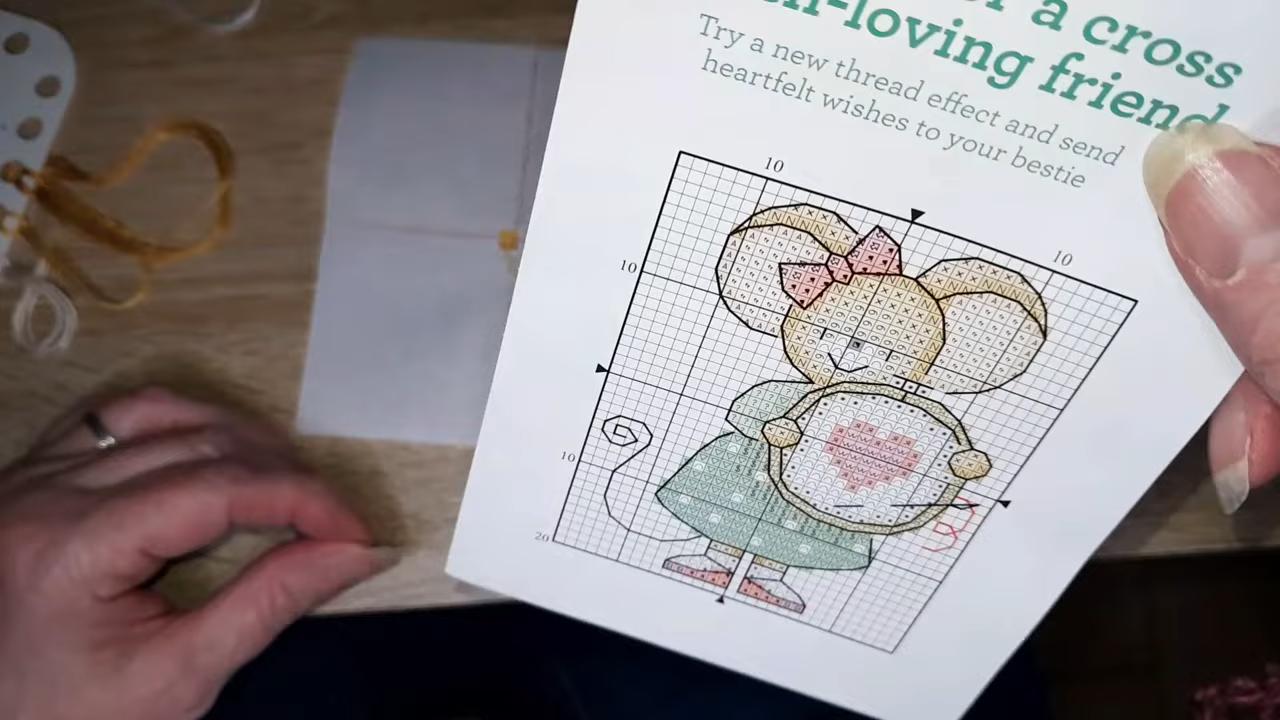 a cross
-loving friend
Try a new thread effect and send
heartfelt wishes to your bestie
10
10
10
10
20